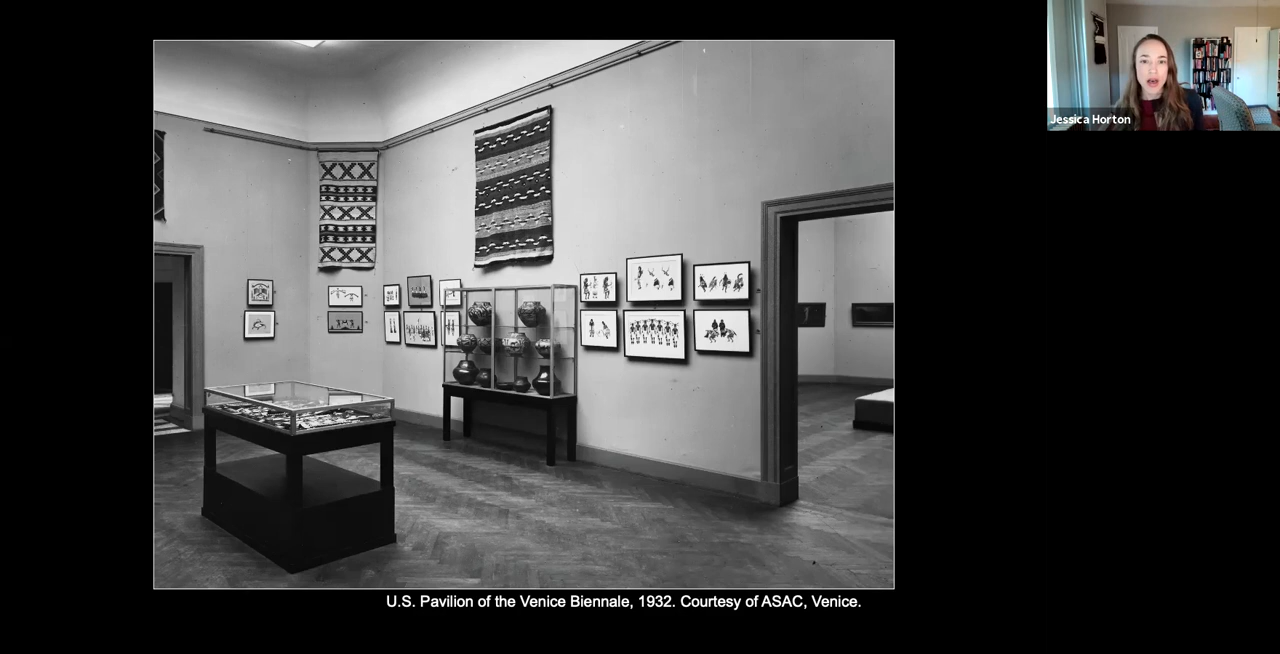 Jessica Horton
U.S. Pavilion of the Venice Biennale, 1932. Courtesy of ASAC, Venice.